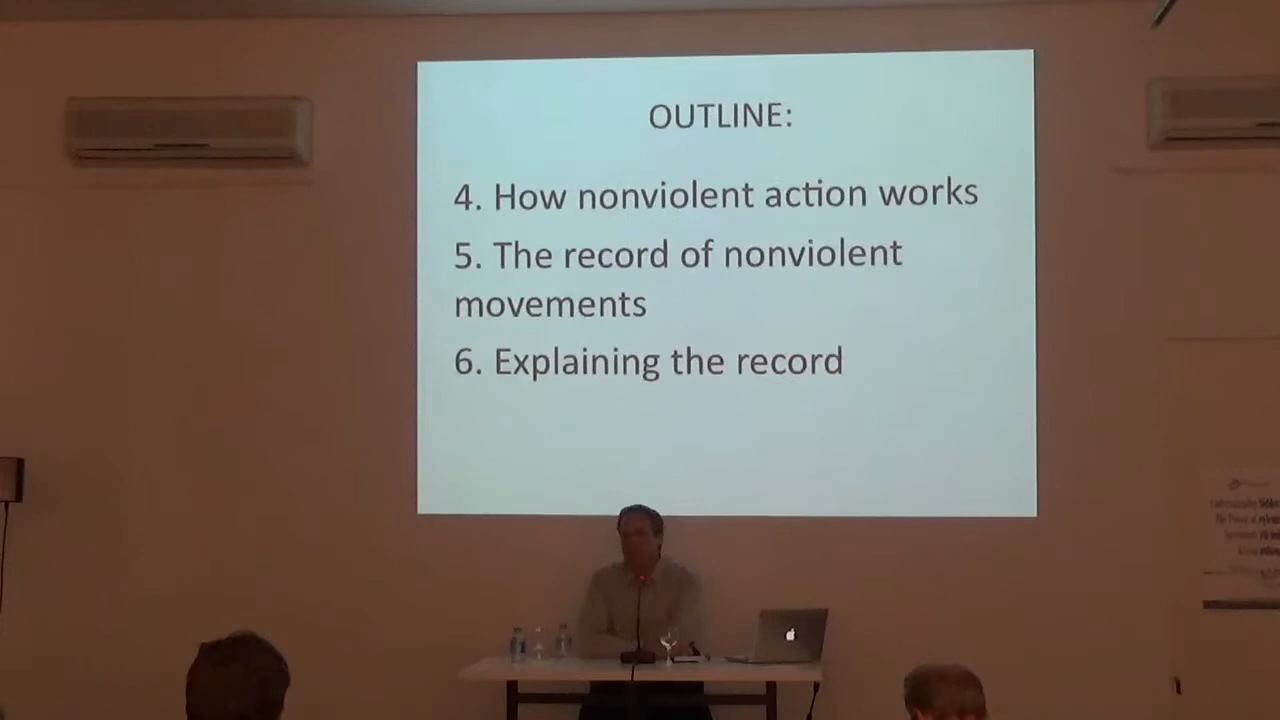 OUTLINE:
4. How nonviolent action works
5. The record of nonviolent
movements
6. Explaining the record